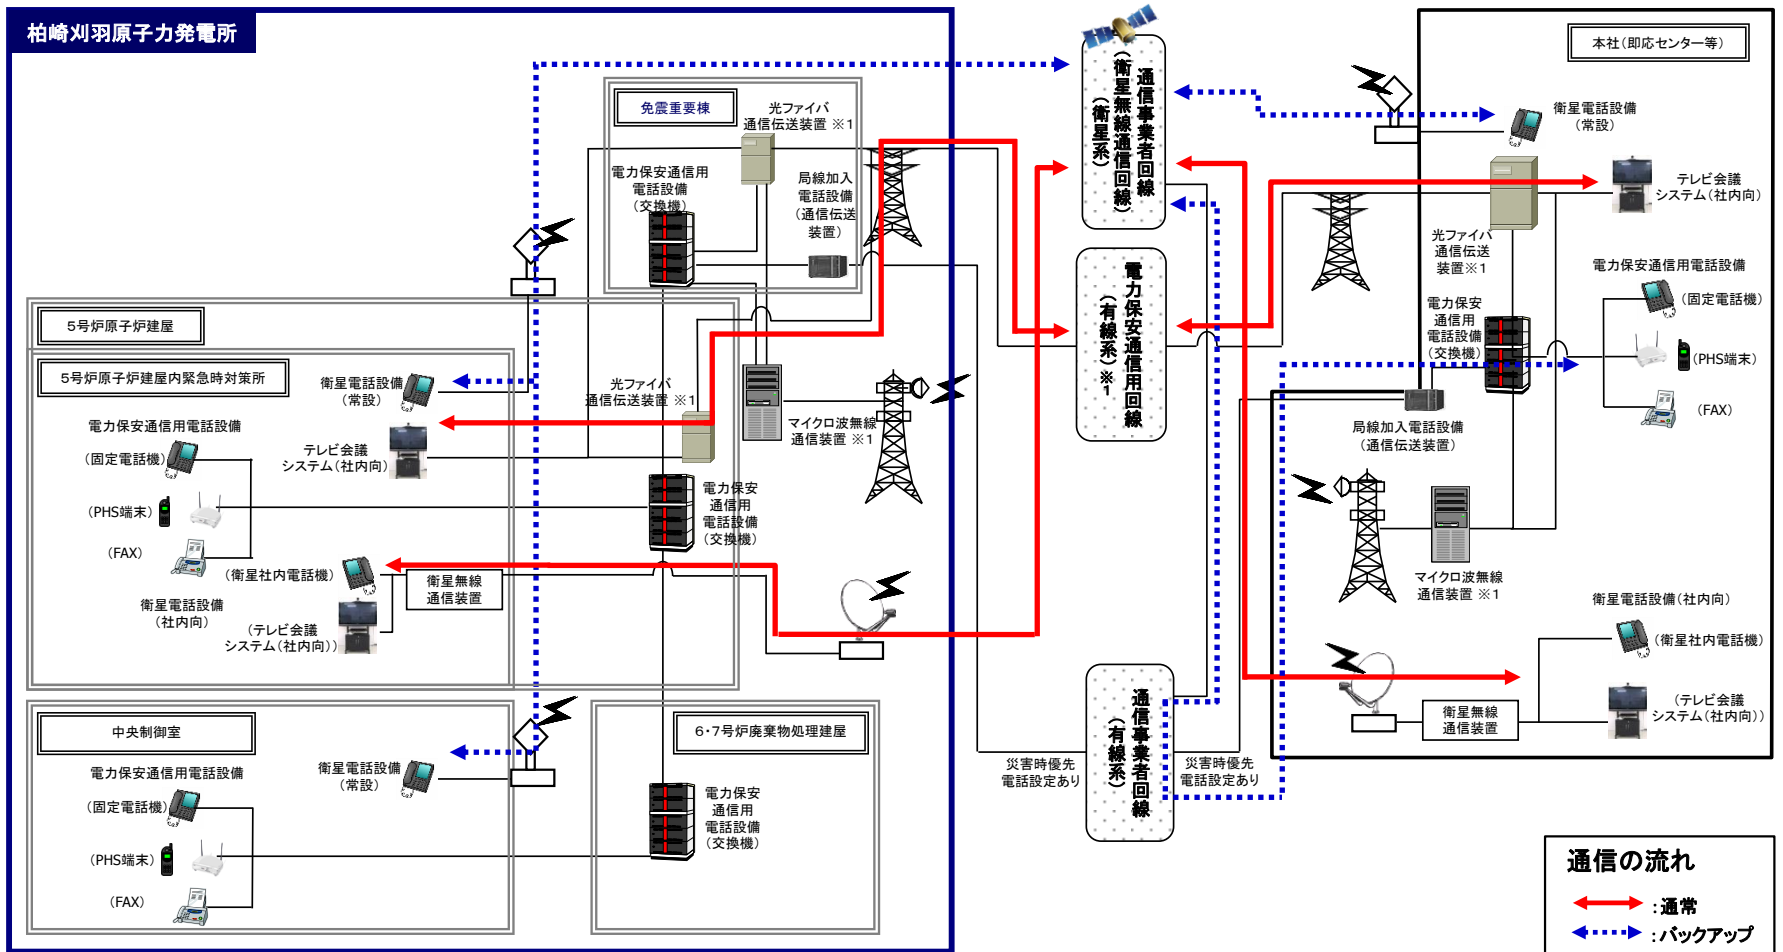 柏崎刈羽原子力発電所
免震重要棟
光ファイバ
通信伝送装置 ※1
電力保安通信用
電話設備
(交換機)
局線加入
電話設備
(通信伝送
装置)
5号炉原子炉建屋
5号炉原子炉建屋内緊急時対策所
衛星電話設備
(常設)
光ファイバ
通信伝送装置 ※1
電力保安通信用電話設備
(固定電話機)
テレビ会議
システム(社内向)
マイクロ波無線
通信装置 ※1
(PHS端末)
電力保安
通信用
電話設備
(交換機)
(FAX)
(衛星社内電話機)
衛星無線
通信装置
衛星電話設備
(社内向)
(テレビ会議
システム(社内向))
中央制御室
電力保安通信用電話設備
(固定電話機)
衛星電話設備
(常設)
(PHS端末)
(FAX)
6・7号炉廃棄物処理建屋
電力保安
通信用
電話設備
(交換機)
通信事業者回線
(衛星無線通信回線)
(衛星系)
電力保安通信用回線
(有線系)※1
通信事業者回線
(有線系)
災害時優先
電話設定あり
災害時優先
電話設定あり
本社(即応センター等)
衛星電話設備
(常設)
テレビ会議
システム(社内向)
光ファイバ
通信伝送
装置※1
電力保安通信用電話設備
(固定電話機)
電力保安
通信用
電話設備
(交換機)
(PHS端末)
(FAX)
局線加入電話設備
(通信伝送装置)
マイクロ波無線
通信装置 ※1
衛星電話設備(社内向)
(衛星社内電話機)
衛星無線
通信装置
(テレビ会議
システム(社内向))
通信の流れ
:通常
:バックアップ